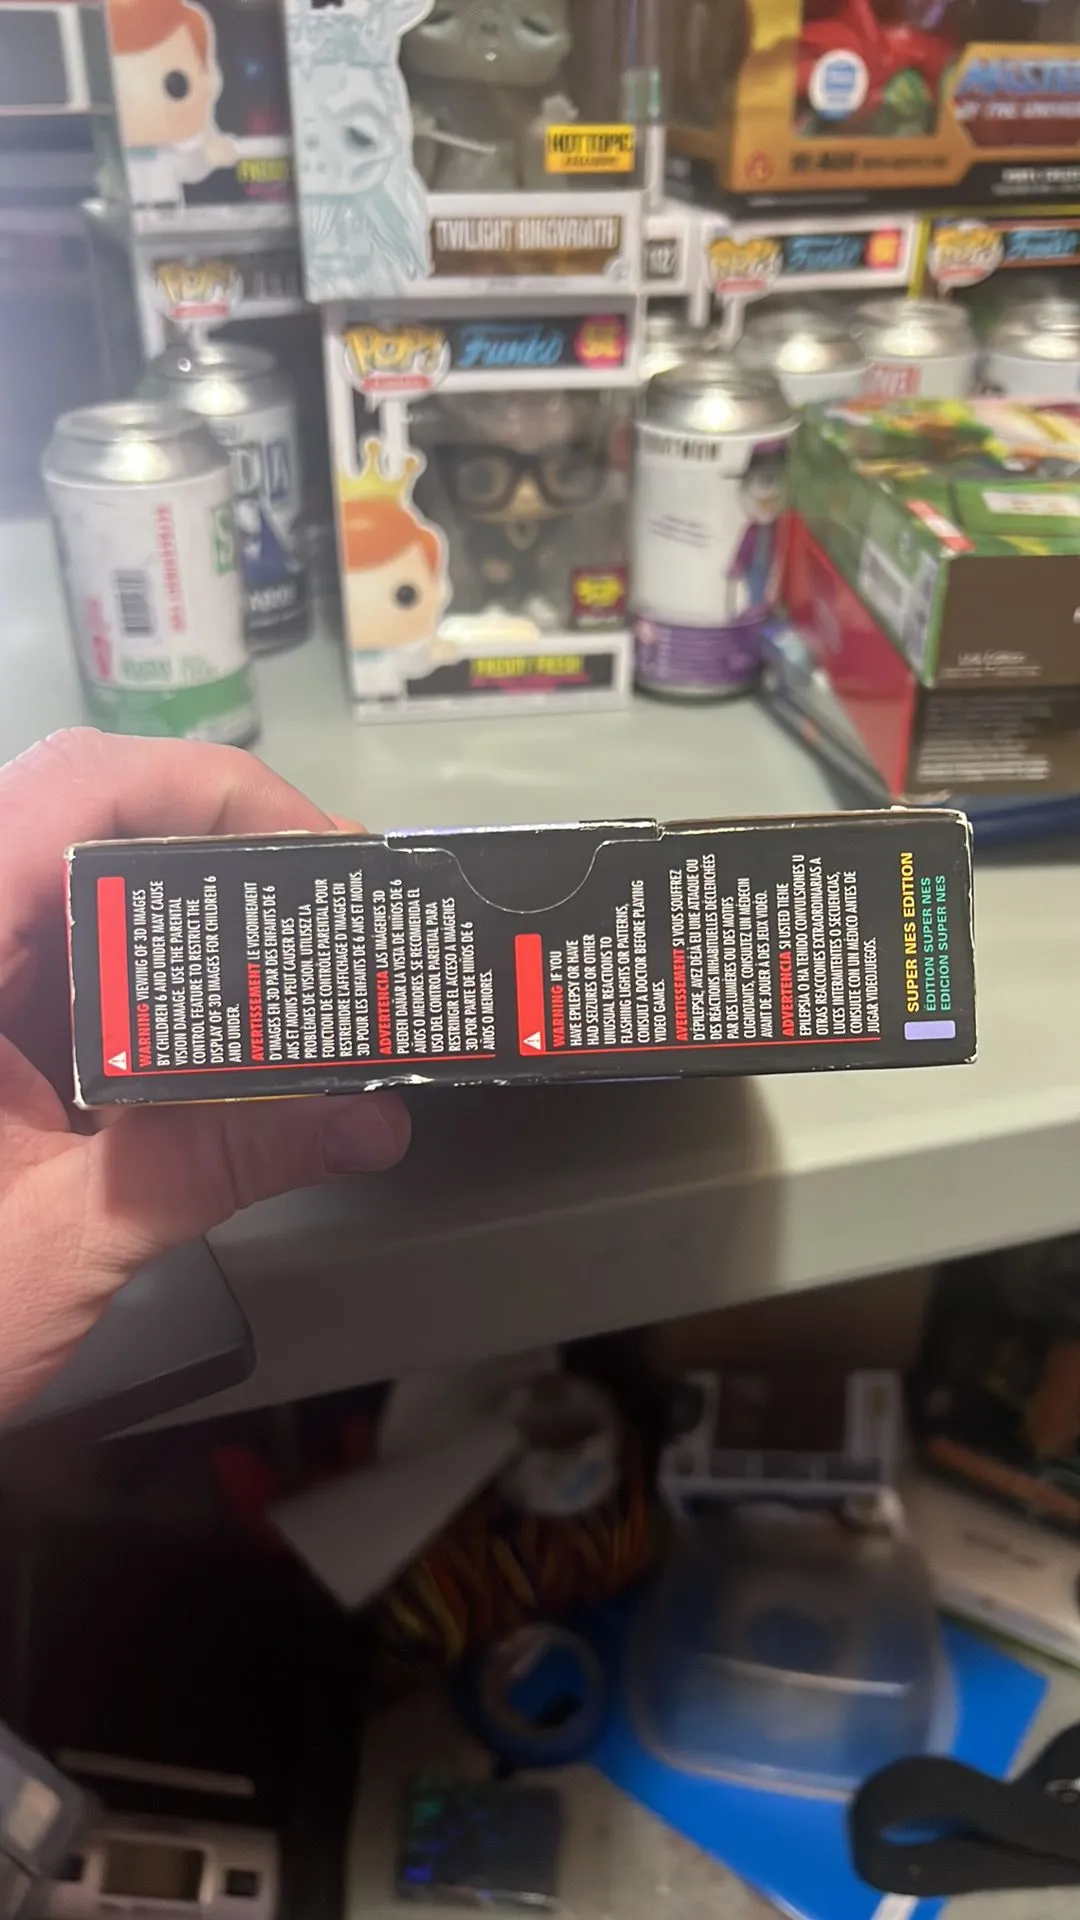 HOT TOPIC
EXCLUSIVE
TWILIGHT RINGWRAITH
MASTE
OF THE UNIVERSE
POP!
Funko
POP!
POP!
Funko
FREDDY FUNKO
WARNING VIEWING OF 3D IMAGES
BY CHILDREN 6 AND UNDER MAY CAUSE
VISION DAMAGE. USE THE PARENTAL
CONTROL FEATURE TO RESTRICT THE
DISPLAY OF 3D IMAGES FOR CHILDREN 6
AND UNDER.
AVERTISSEMENT LE VISIONNEMENT
D'IMAGES EN 3D PAR DES ENFANTS DE 6
ANS ET MOINS PEUT CAUSER DES
PROBLÈMES DE VISION. UTILISEZ LA
FONCTION DE CONTRÔLE PARENTAL POUR
RESTREINDRE L'AFFICHAGE D'IMAGES EN
3D POUR LES ENFANTS DE 6 ANS ET MOINS.
ADVERTENCIA LAS IMÁGENES 3D
PUEDEN DAÑAR LA VISTA DE NIÑOS DE 6
AÑOS O MENORES. SE RECOMIENDA EL
USO DEL CONTROL PARENTAL PARA
RESTRINGIR EL ACCESO A IMÁGENES
3D POR PARTE DE NIÑOS DE 6
AÑOS O MENORES.
WARNING IF YOU
HAVE EPILEPSY OR HAVE
HAD SEIZURES OR OTHER
UNUSUAL REACTIONS TO
FLASHING LIGHTS OR PATTERNS,
CONSULT A DOCTOR BEFORE PLAYING
VIDEO GAMES.
AVERTISSEMENT SI VOUS SOUFFREZ
D'ÉPILEPSIE, AVEZ DÉJÀ EU UNE ATTAQUE OU
DES RÉACTIONS INHABITUELLES DÉCLENCHÉES
PAR DES LUMIÈRES OU DES MOTIFS
CLIGNOTANTS, CONSULTEZ UN MÉDECIN
AVANT DE JOUER À DES JEUX VIDÉO.
ADVERTENCIA SI USTED TIENE
EPILEPSIA O HA TENIDO CONVULSIONES U
OTRAS REACCIONES EXTRAORDINARIAS A
LUCES INTERMITENTES O SECUENCIAS,
CONSULTE CON UN MÉDICO ANTES DE
JUGAR VIDEOJUEGOS.
SUPER NES EDITION
ÉDITION SUPER NES
EDICIÓN SUPER NES